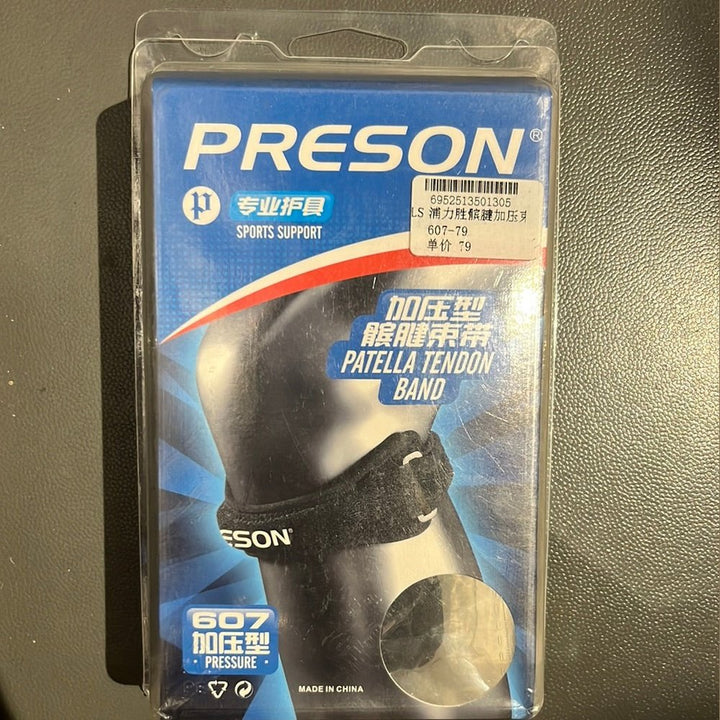 PRESON®
专业护具
SPORTS SUPPORT
6952513501305
LS 浦力胜髌腱加压束
607-79
单价 79
加压型
髌腱束带
PATELLA TENDON
BAND
ESON®
607
加压型
PRESSURE
MADE IN CHINA